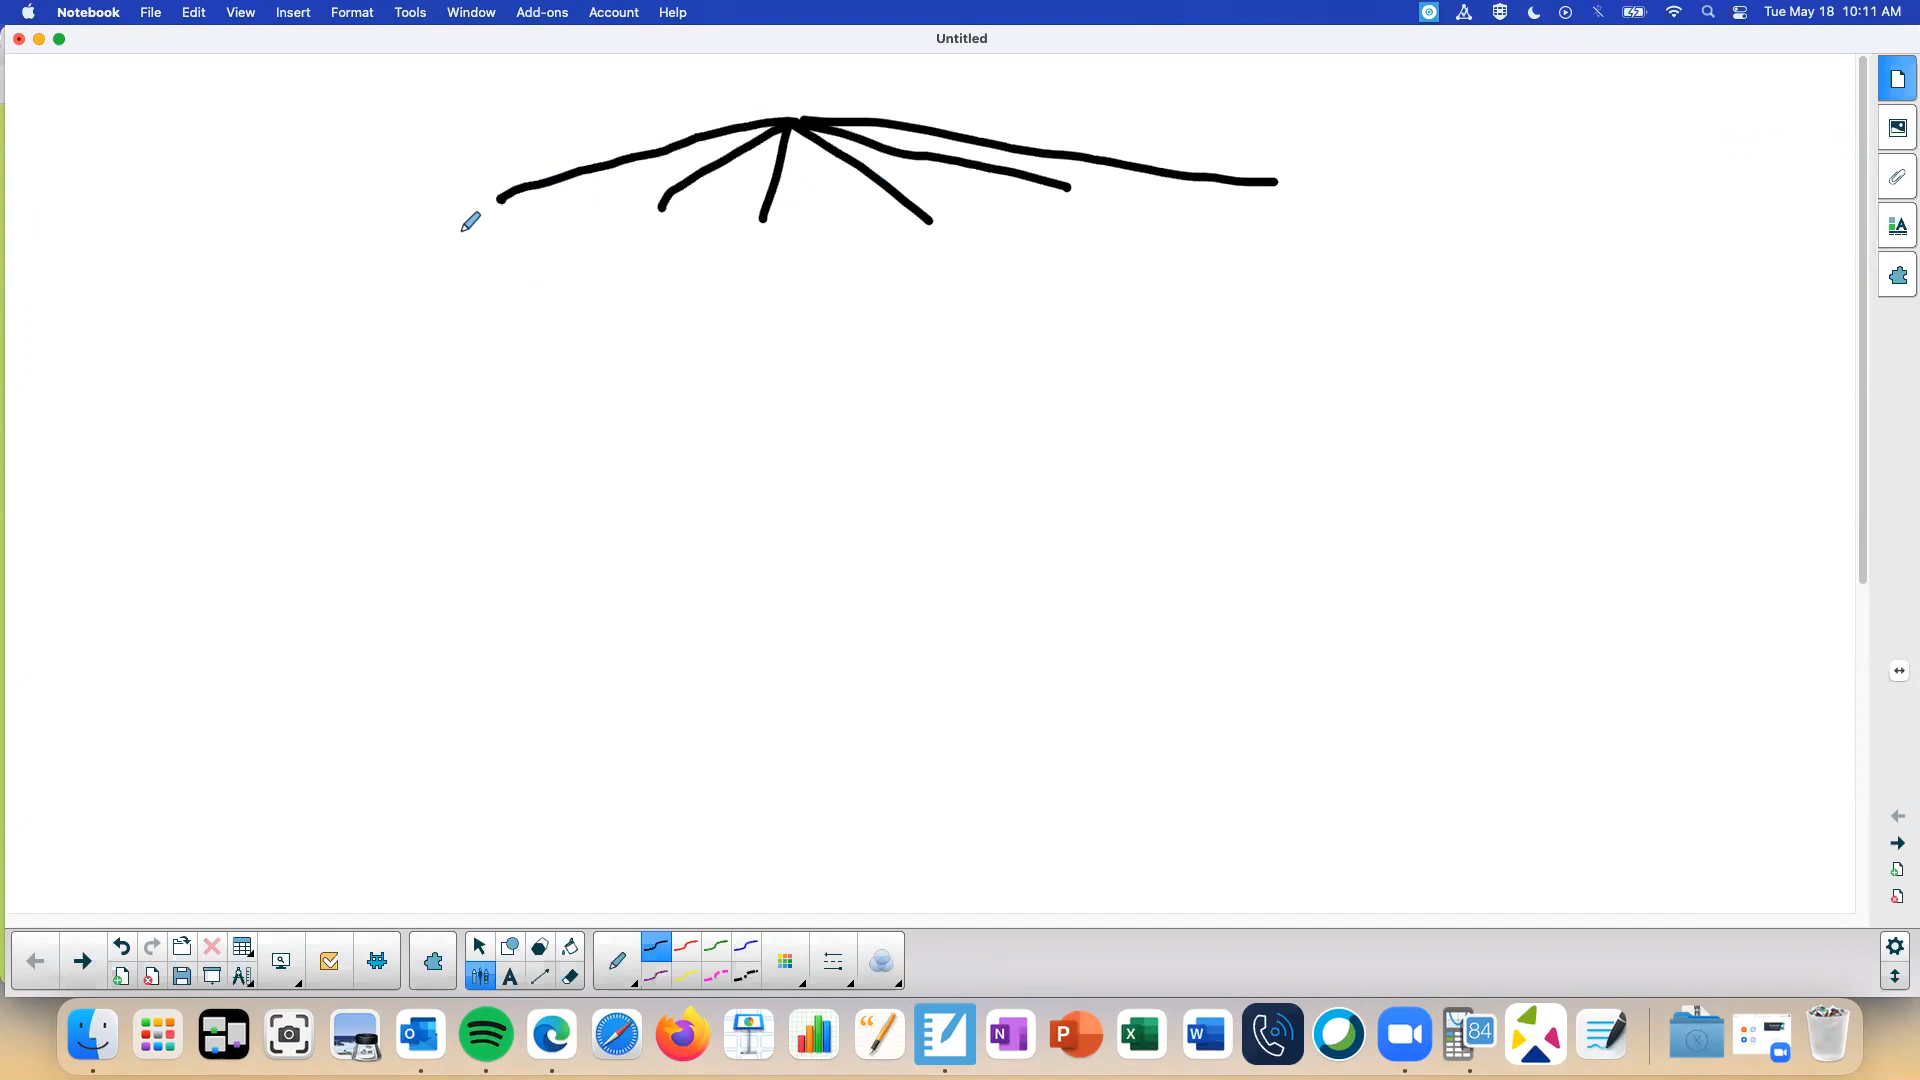 Notebook File Edit View Insert Format Tools Window Add-ons Account Help Tue May 18 10:11 AM
Untitled
A
A
O N P X W 84 X